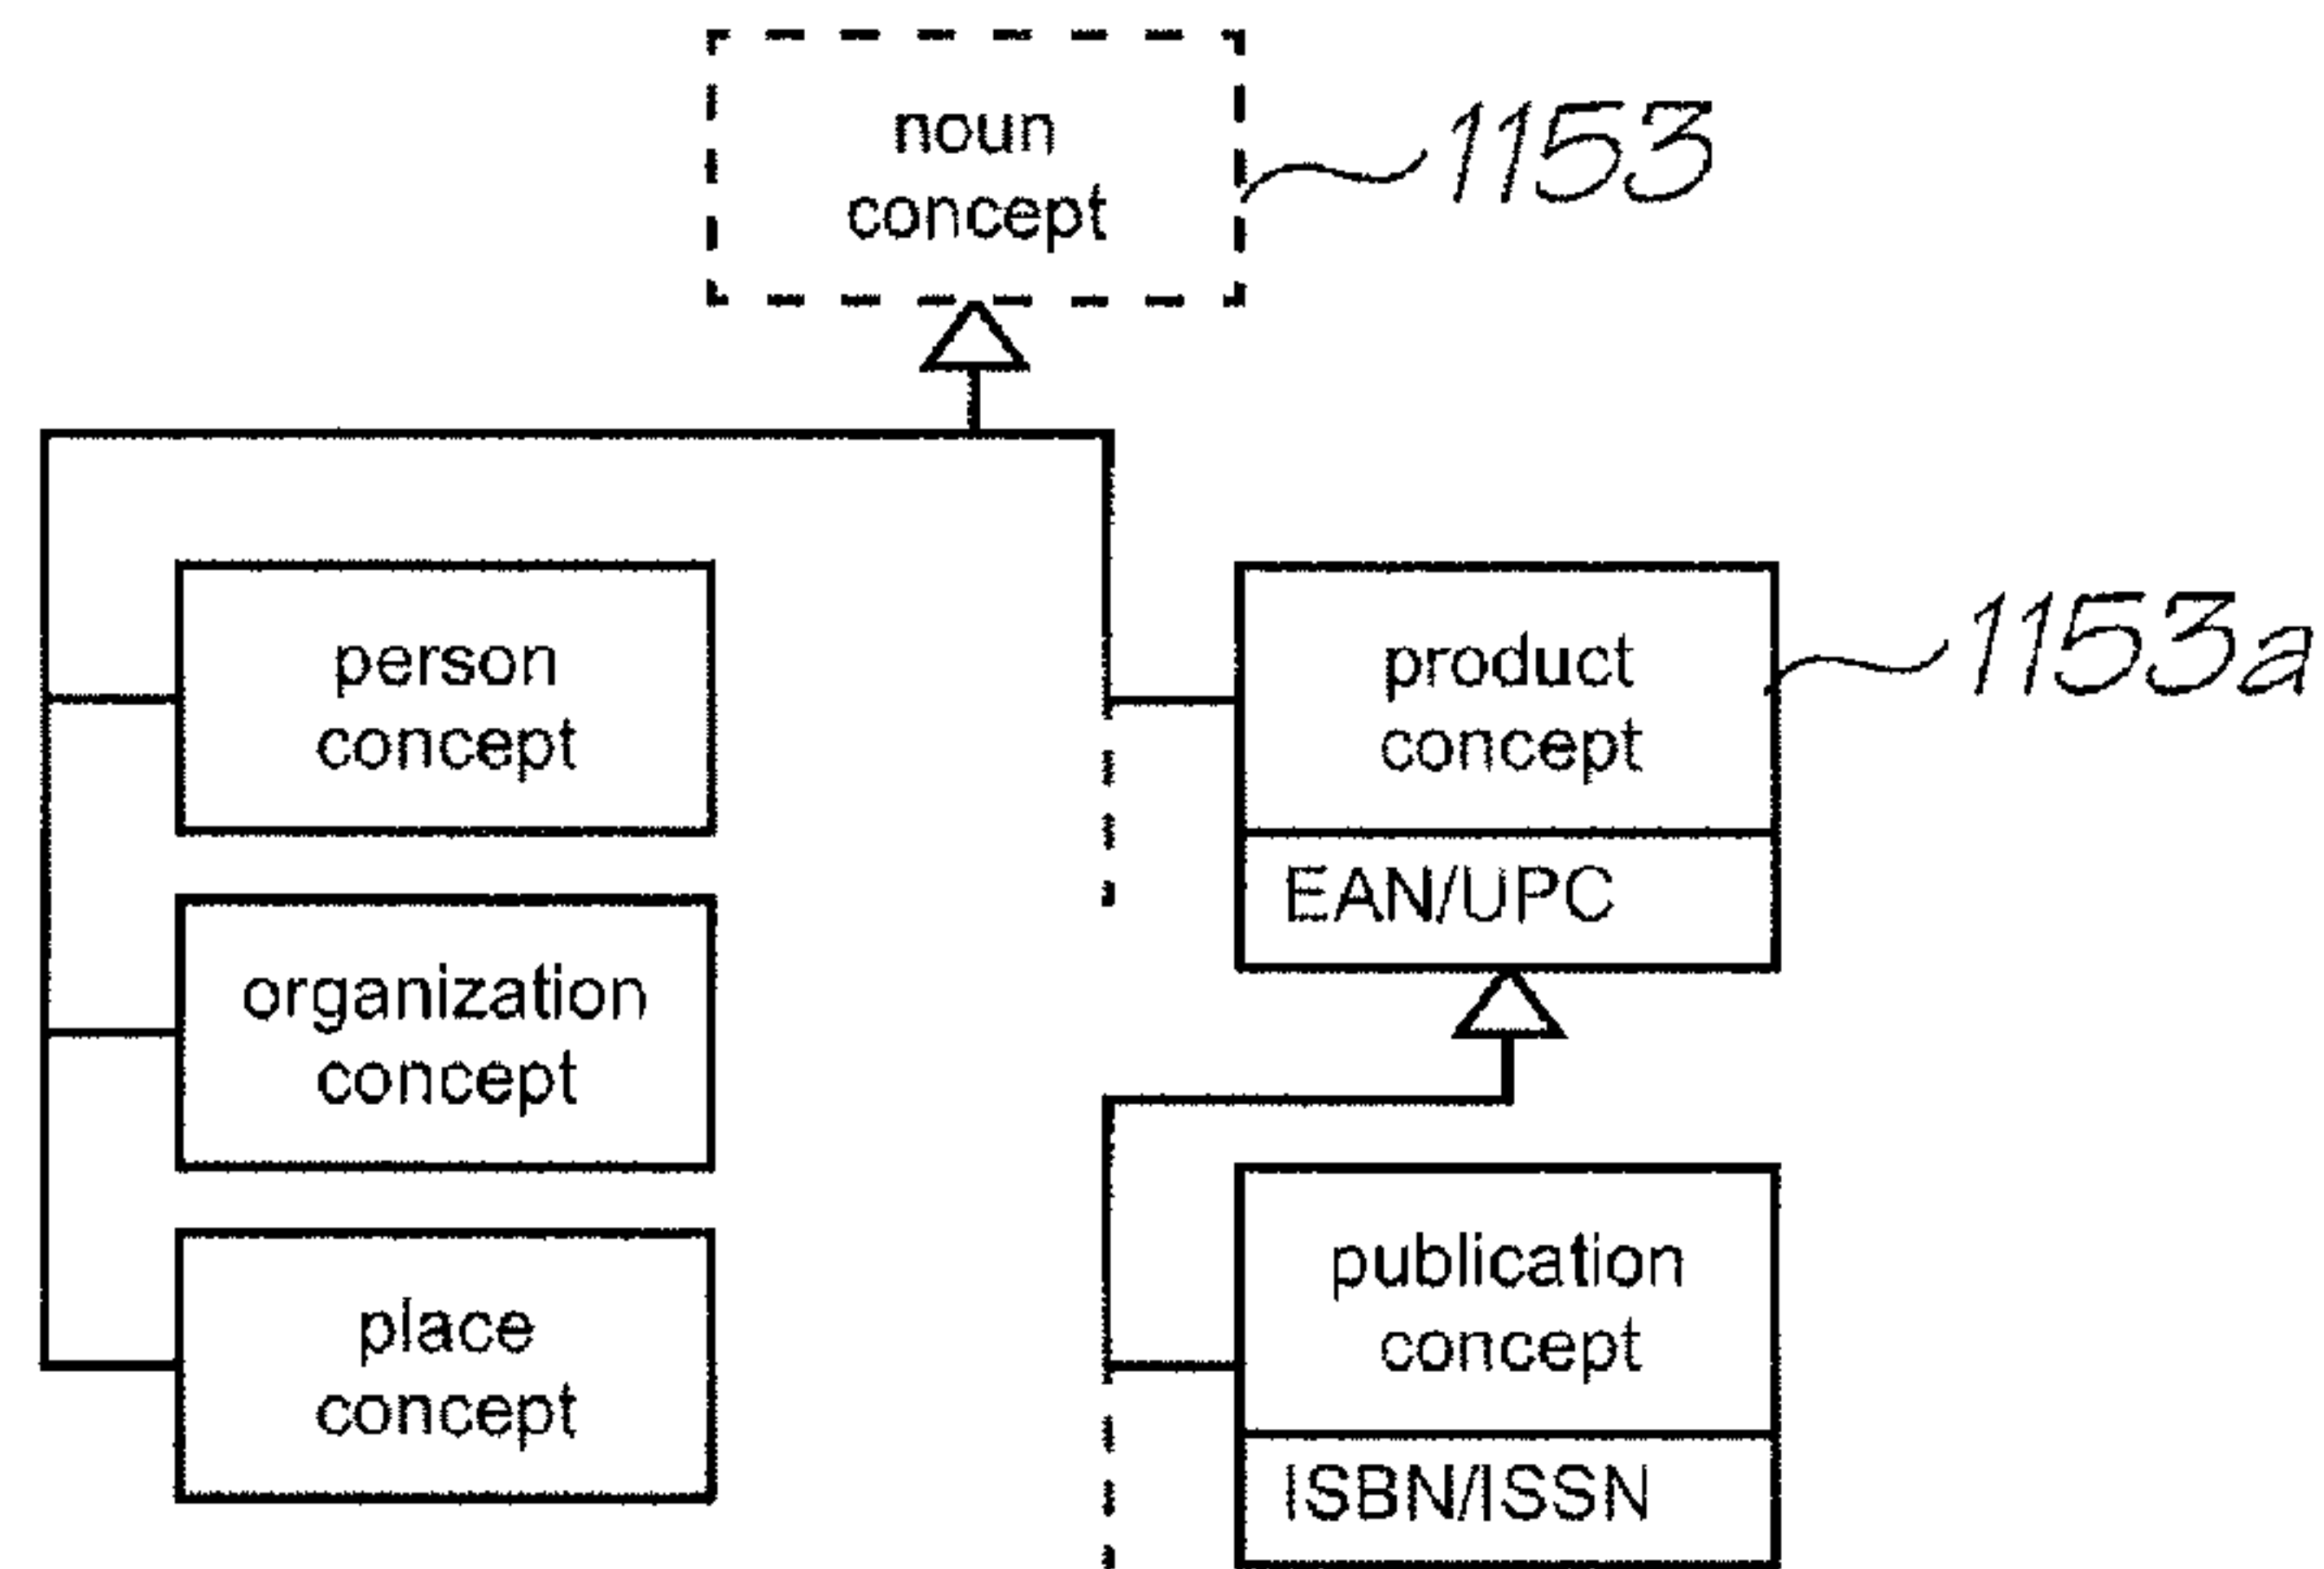 noun
concept
1153
person
concept
product
concept
1153a
EAN/UPC
organization
concept
place
concept
publication
concept
ISBN/ISSN